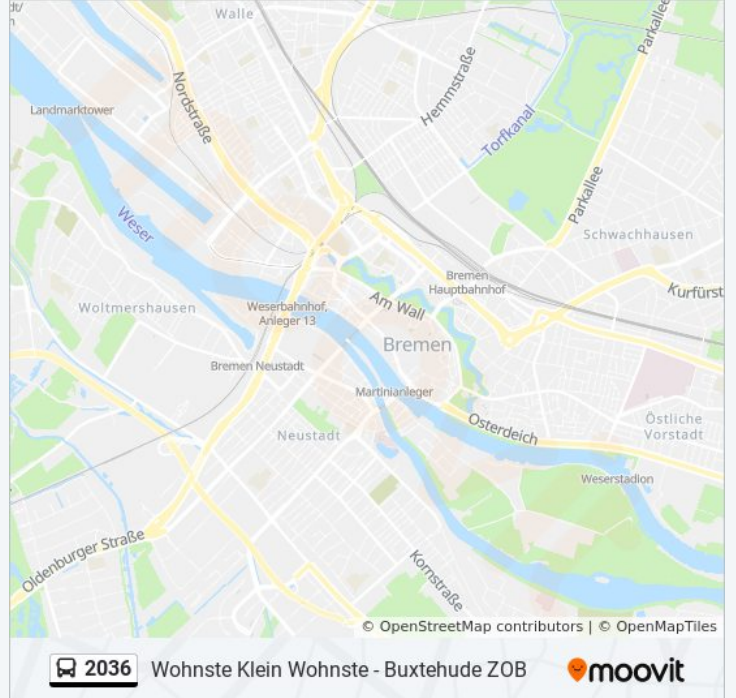 dt/
Walle
Parkallee
Hemmstraße
Nordstraße
Landmarktower
Torfkanal
Parkallee
Weser
Schwachhausen
Bremen
Hauptbahnhof
Kurfürst
Woltmershausen
Weserbahnhof,
Anleger 13
Am Wall
Bremen
Bremen Neustadt
Martinianleger
Osterdeich
Östliche
Vorstadt
Neustadt
Weserstadion
Oldenburger Straße
Kornstraße
© OpenStreetMap contributors | © OpenMapTiles
2036 Wohnste Klein Wohnste - Buxtehude ZOB moovit